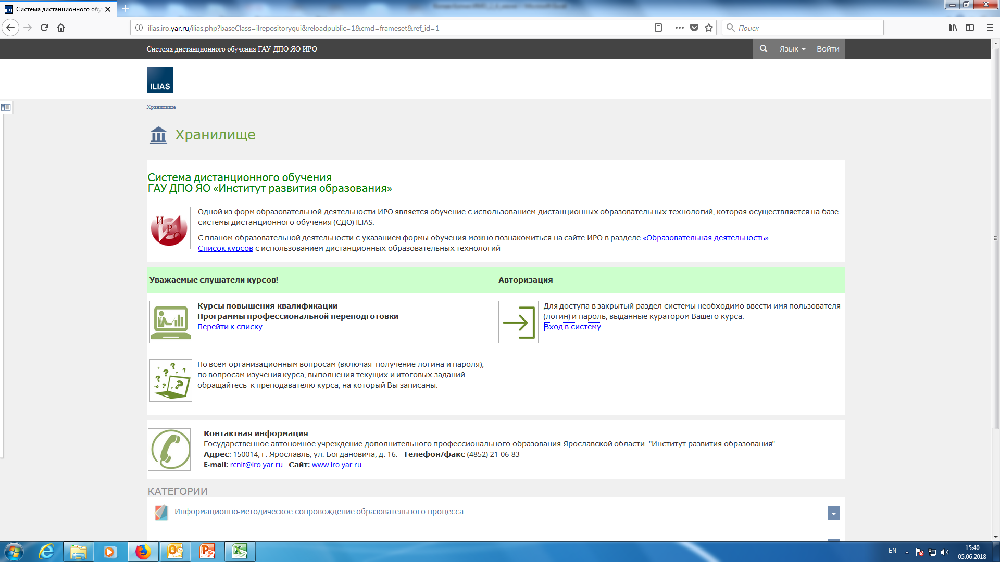 Система дистанционного обу
ilias.iro.yar.ru/ilias.php?baseClass=ilrepositorygui&reloadpublic=1&cmd=frameset&ref_id=1
Поиск
Система дистанционного обучения ГАУ ДПО ЯО ИРО
Язык
Войти
ILIAS
Хранилище
Хранилище
Система дистанционного обучения
ГАУ ДПО ЯО «Институт развития образования»
ИРО
Одной из форм образовательной деятельности ИРО является обучение с использованием дистанционных образовательных технологий, которая осуществляется на базе
системы дистанционного обучения (СДО) ILIAS.
С планом образовательной деятельности с указанием формы обучения можно познакомиться на сайте ИРО в разделе «Образовательная деятельность».
Список курсов с использованием дистанционных образовательных технологий
Уважаемые слушатели курсов!
Авторизация
Курсы повышения квалификации
Программы профессиональной переподготовки
Перейти к списку
Для доступа в закрытый раздел системы необходимо ввести имя пользователя
(логин) и пароль, выданные куратором Вашего курса.
Вход в систему
По всем организационным вопросам (включая получение логина и пароля),
по вопросам изучения курса, выполнения текущих и итоговых заданий
обращайтесь к преподавателю курса, на который Вы записаны.
Контактная информация
Государственное автономное учреждение дополнительного профессионального образования Ярославской области "Институт развития образования"
Адрес: 150014, г. Ярославль, ул. Богдановича, д. 16. Телефон/факс (4852) 21-06-83
E-mail: rcnit@iro.yar.ru. Сайт: www.iro.yar.ru
КАТЕГОРИИ
Информационно-методическое сопровождение образовательного процесса
EN
15:40
05.06.2018